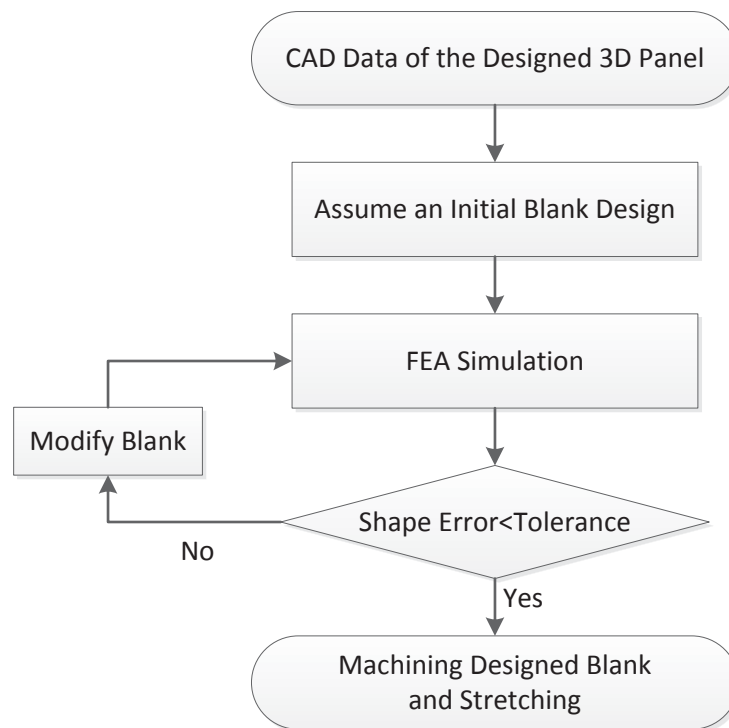 CAD Data of the Designed 3D Panel
Assume an Initial Blank Design
FEA Simulation
Modify Blank
Shape Error<Tolerance
No
Yes
Machining Designed Blank
and Stretching